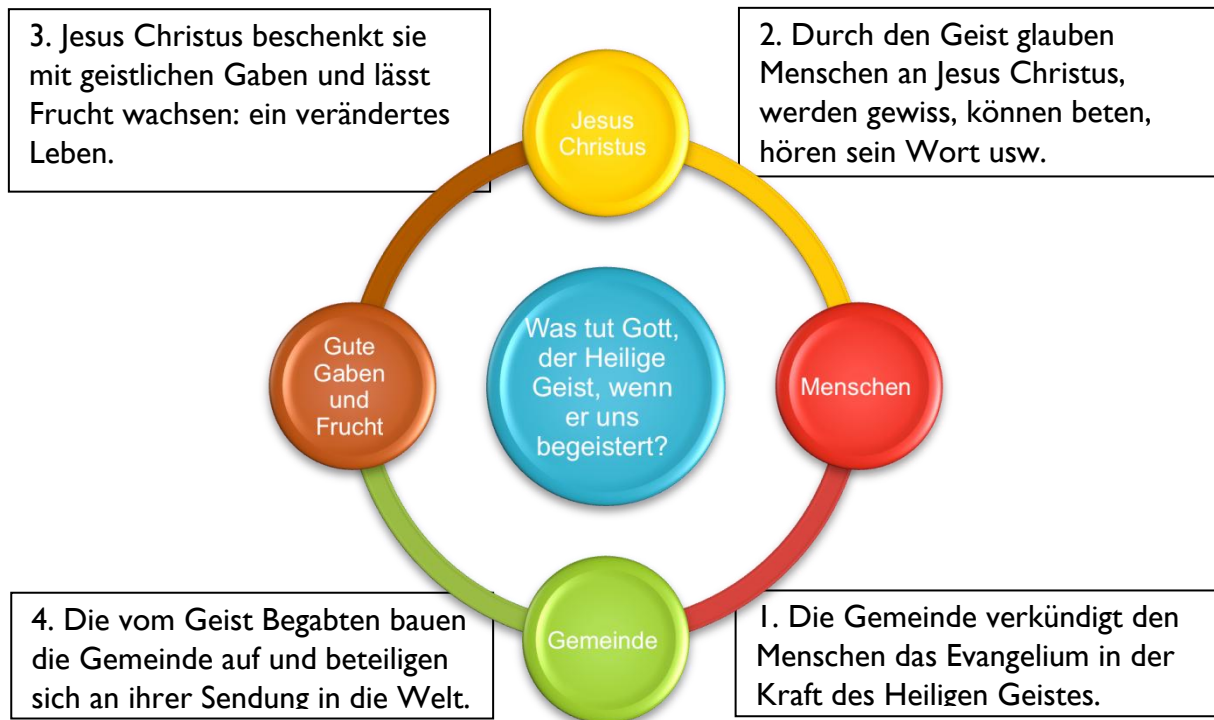 3. Jesus Christus beschenkt sie
mit geistlichen Gaben und lässt
Frucht wachsen: ein verändertes
Leben.
2. Durch den Geist glauben
Menschen an Jesus Christus,
werden gewiss, können beten,
hören sein Wort usw.
Jesus
Christus
Gute
Gaben
und
Frucht
Was tut Gott,
der Heilige
Geist, wenn
er uns
begeistert?
Menschen
Gemeinde
4. Die vom Geist Begabten bauen
die Gemeinde auf und beteiligen
sich an ihrer Sendung in die Welt.
1. Die Gemeinde verkündigt den
Menschen das Evangelium in der
Kraft des Heiligen Geistes.